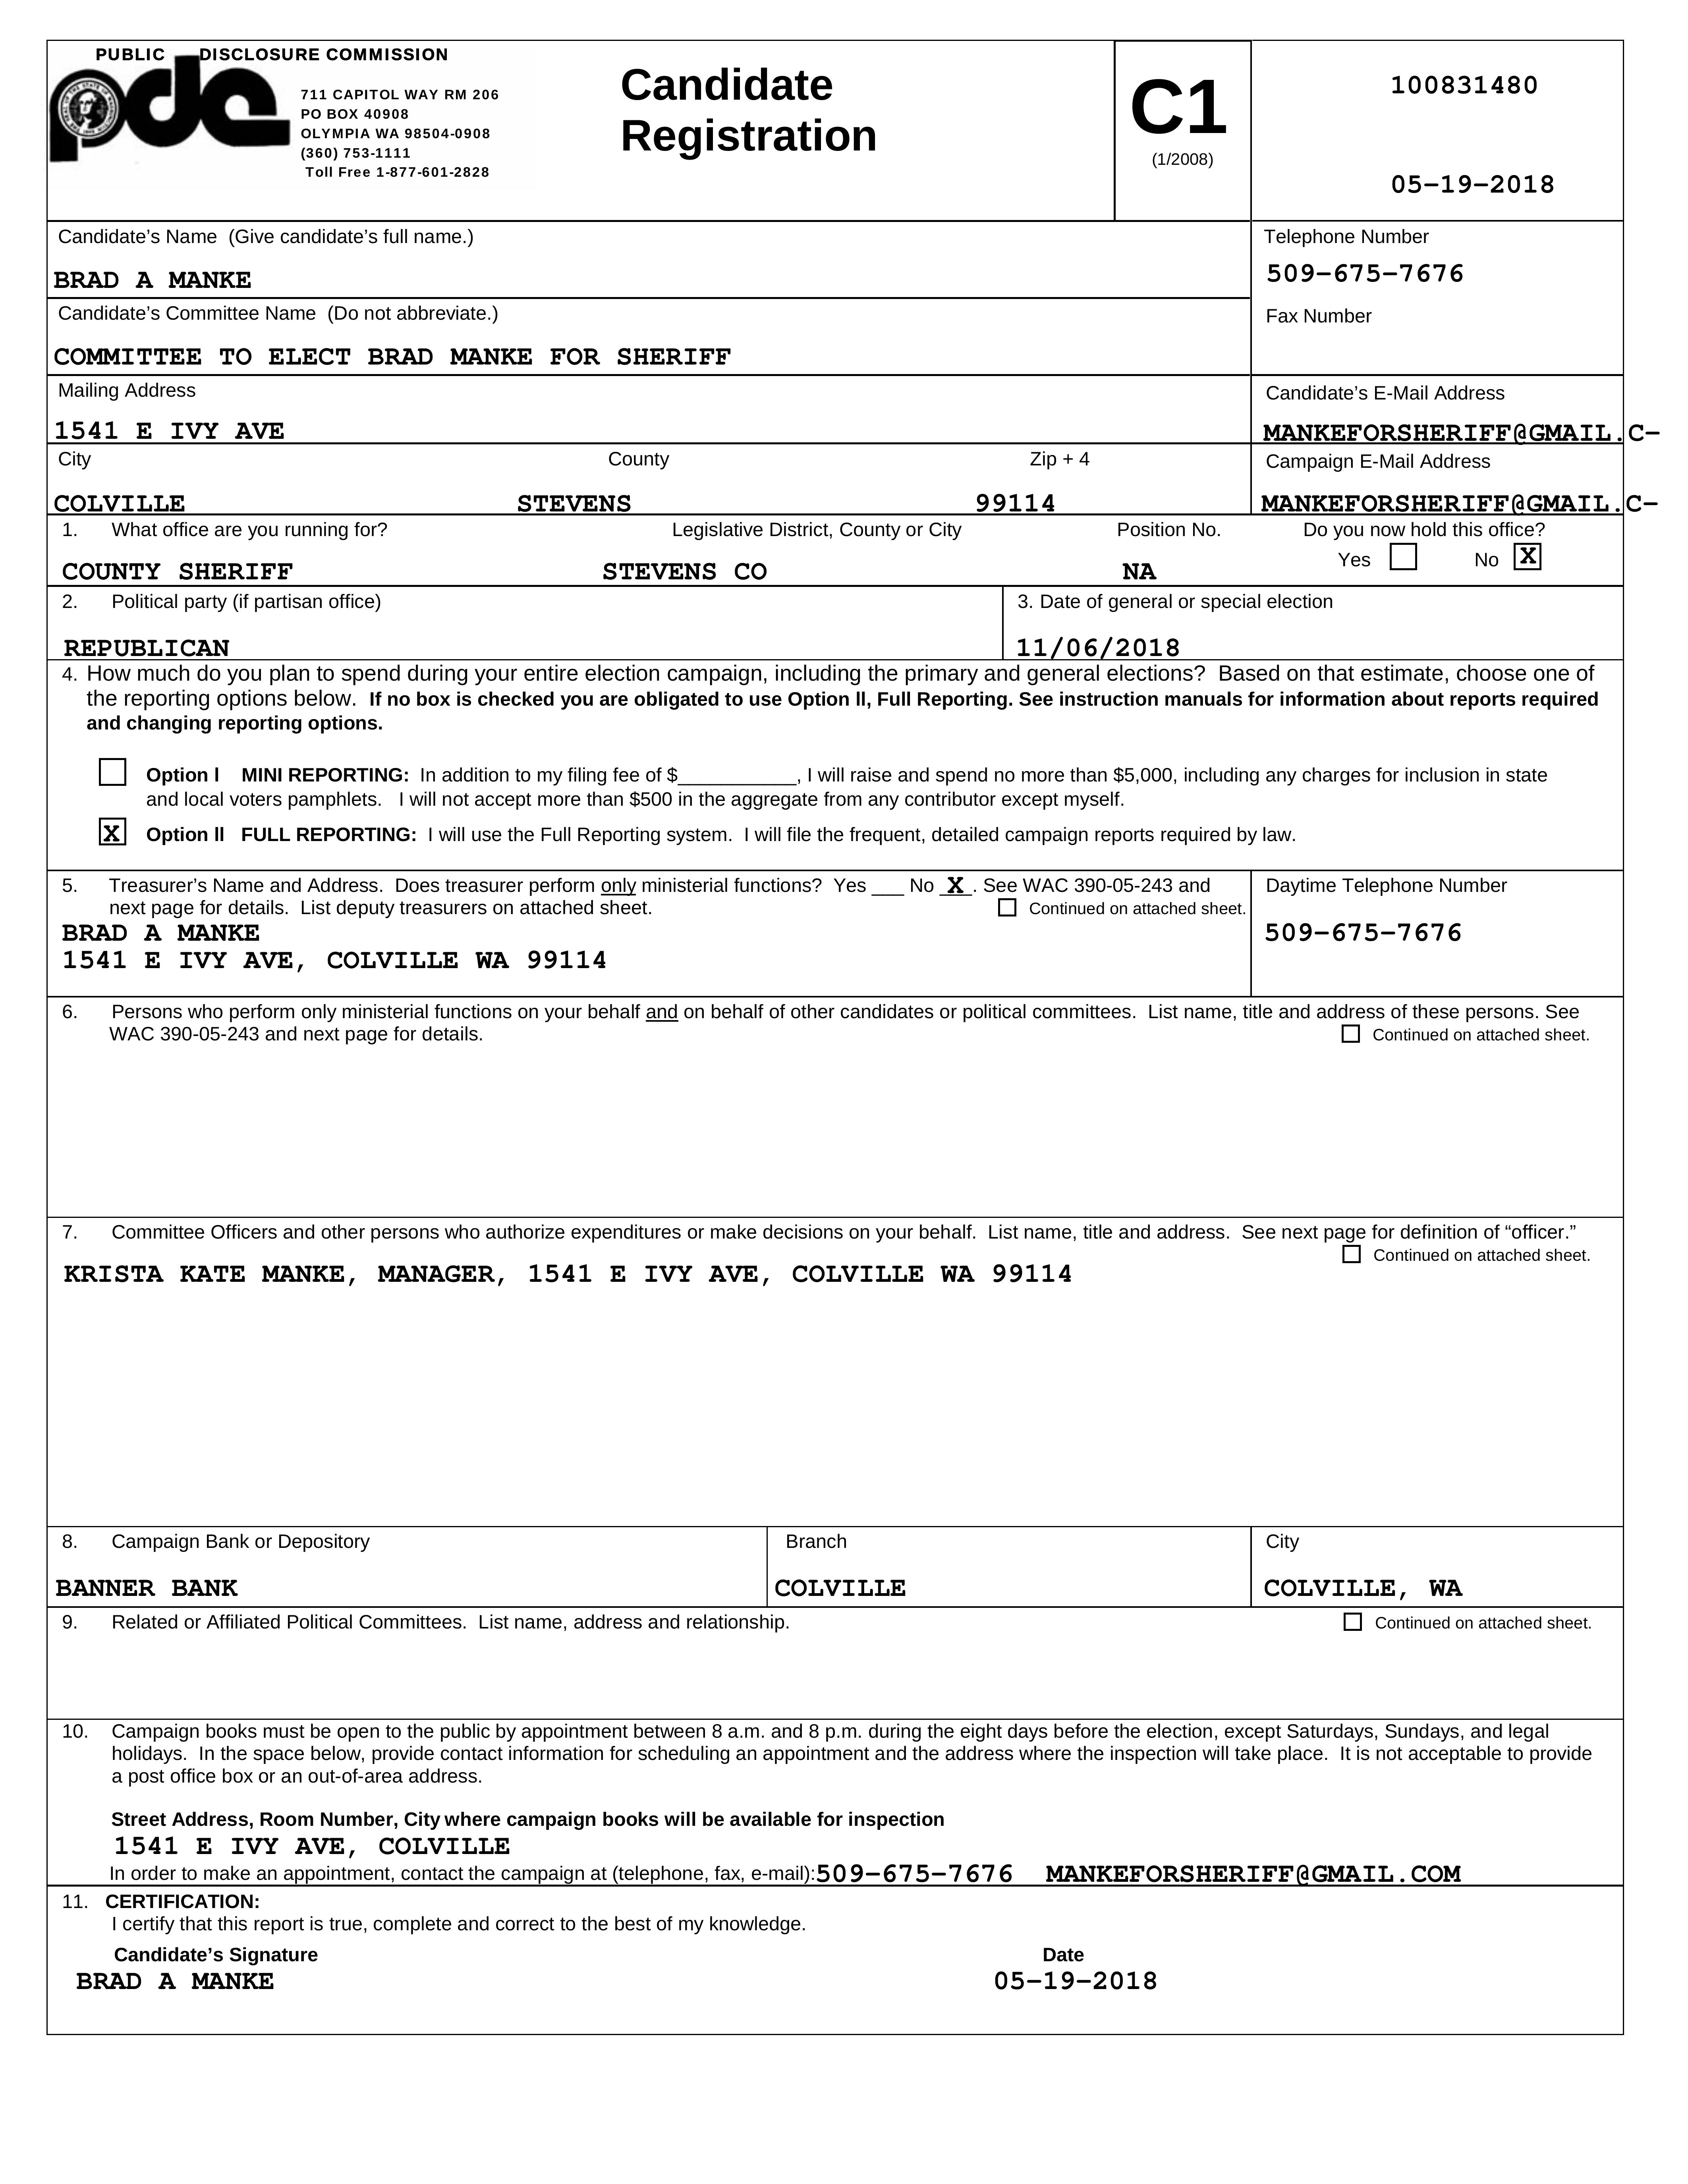 PUBLIC DISCLOSURE COMMISSION
pdc
711 CAPITOL WAY RM 206
PO BOX 40908
OLYMPIA WA 98504-0908
(360) 753-1111
Toll Free 1-877-601-2828
Candidate
Registration
C1
(1/2008)
100831480
05-19-2018
Candidate's Name (Give candidate's full name.)
BRAD A MANKE
Telephone Number
509-675-7676
Candidate's Committee Name (Do not abbreviate.)
COMMITTEE TO ELECT BRAD MANKE FOR SHERIFF
Fax Number
Mailing Address
1541 E IVY AVE
Candidate's E-Mail Address
MANKEFORSHERIFF@GMAIL.C-
City County Zip + 4
COLVILLE STEVENS 99114
Campaign E-Mail Address
MANKEFORSHERIFF@GMAIL.C-
1. What office are you running for? Legislative District, County or City Position No. Do you now hold this office?
Yes No X
COUNTY SHERIFF STEVENS CO NA
2. Political party (if partisan office)
REPUBLICAN
3. Date of general or special election
11/06/2018
4. How much do you plan to spend during your entire election campaign, including the primary and general elections? Based on that estimate, choose one of
the reporting options below. If no box is checked you are obligated to use Option ll, Full Reporting. See instruction manuals for information about reports required
and changing reporting options.
Option l MINI REPORTING: In addition to my filing fee of $___________, I will raise and spend no more than $5,000, including any charges for inclusion in state
and local voters pamphlets. I will not accept more than $500 in the aggregate from any contributor except myself.
X Option ll FULL REPORTING: I will use the Full Reporting system. I will file the frequent, detailed campaign reports required by law.
5. Treasurer's Name and Address. Does treasurer perform only ministerial functions? Yes ___ No _X_. See WAC 390-05-243 and
next page for details. List deputy treasurers on attached sheet. Continued on attached sheet.
BRAD A MANKE
1541 E IVY AVE, COLVILLE WA 99114
Daytime Telephone Number
509-675-7676
6. Persons who perform only ministerial functions on your behalf and on behalf of other candidates or political committees. List name, title and address of these persons. See
WAC 390-05-243 and next page for details. Continued on attached sheet.
7. Committee Officers and other persons who authorize expenditures or make decisions on your behalf. List name, title and address. See next page for definition of “officer.”
Continued on attached sheet.
KRISTA KATE MANKE, MANAGER, 1541 E IVY AVE, COLVILLE WA 99114
8. Campaign Bank or Depository
BANNER BANK
Branch
COLVILLE
City
COLVILLE, WA
9. Related or Affiliated Political Committees. List name, address and relationship. Continued on attached sheet.
10. Campaign books must be open to the public by appointment between 8 a.m. and 8 p.m. during the eight days before the election, except Saturdays, Sundays, and legal
holidays. In the space below, provide contact information for scheduling an appointment and the address where the inspection will take place. It is not acceptable to provide
a post office box or an out-of-area address.
Street Address, Room Number, City where campaign books will be available for inspection
1541 E IVY AVE, COLVILLE
In order to make an appointment, contact the campaign at (telephone, fax, e-mail): 509-675-7676 MANKEFORSHERIFF@GMAIL.COM
11. CERTIFICATION:
I certify that this report is true, complete and correct to the best of my knowledge.
Candidate's Signature Date
BRAD A MANKE 05-19-2018